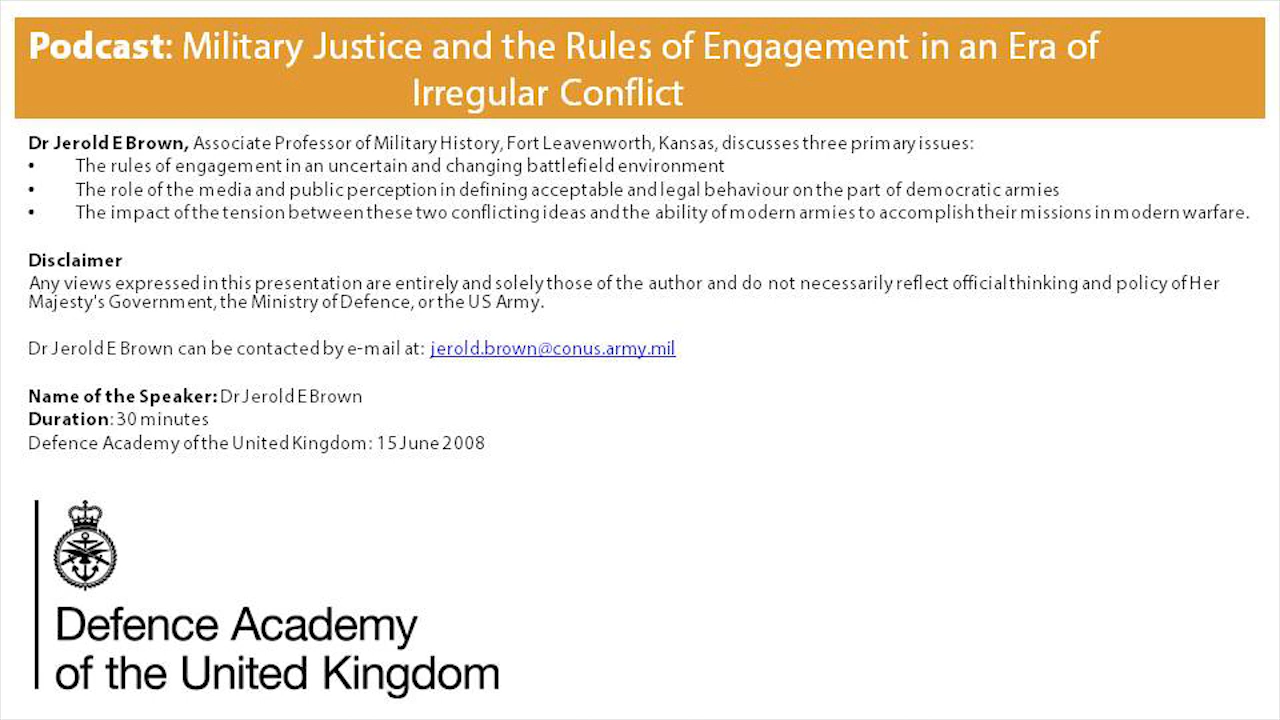 Podcast: Military Justice and the Rules of Engagement in an Era of
Irregular Conflict
Dr Jerold E Brown, Associate Professor of Military History, Fort Leavenworth, Kansas, discusses three primary issues:
• The rules of engagement in an uncertain and changing battlefield environment
• The role of the media and public perception in defining acceptable and legal behaviour on the part of democratic armies
• The impact of the tension between these two conflicting ideas and the ability of modern armies to accomplish their missions in modern warfare.
Disclaimer
Any views expressed in this presentation are entirely and solely those of the author and do not necessarily reflect official thinking and policy of Her
Majesty's Government, the Ministry of Defence, or the US Army.
Dr Jerold E Brown can be contacted by e-mail at: jerold.brown@conus.army.mil
Name of the Speaker: Dr Jerold E Brown
Duration: 30 minutes
Defence Academy of the United Kingdom: 15 June 2008
Defence Academy
of the United Kingdom